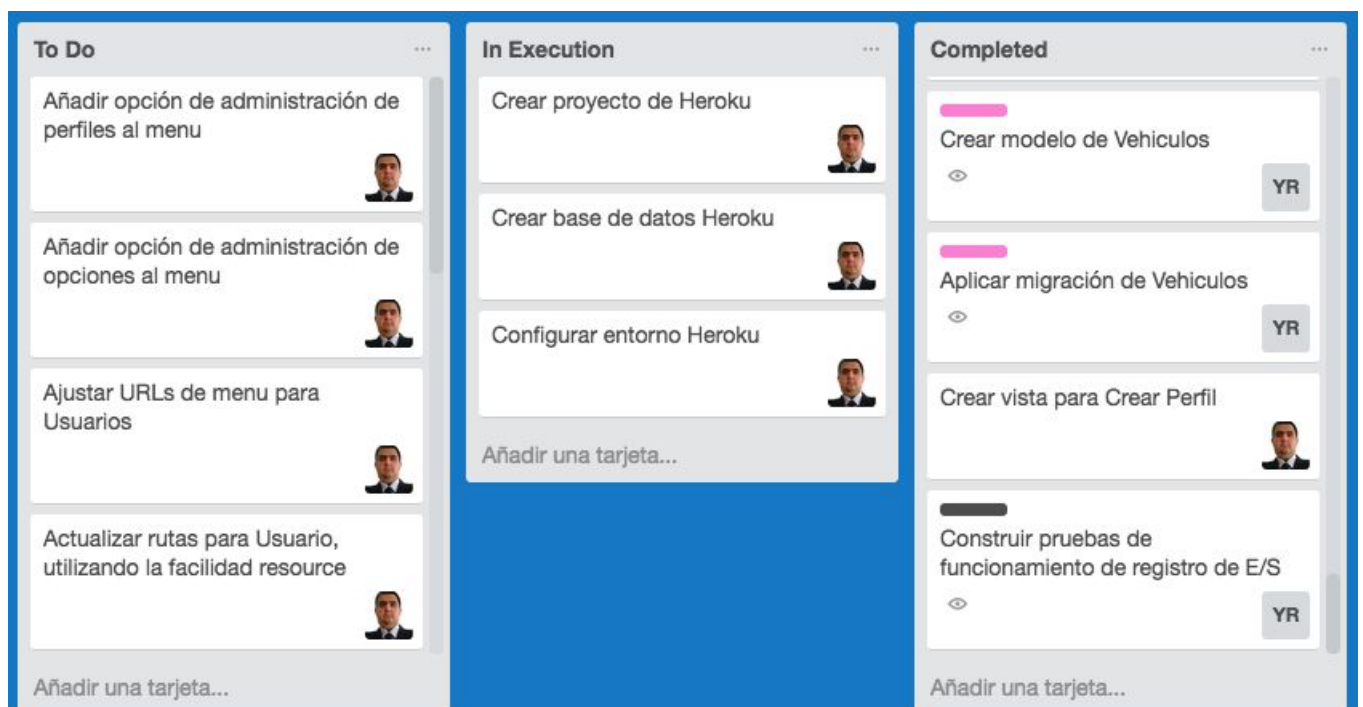 To Do
Añadir opción de administración de
perfiles al menu
Añadir opción de administración de
opciones al menu
Ajustar URLs de menu para
Usuarios
Actualizar rutas para Usuario,
utilizando la facilidad resource
Añadir una tarjeta...
In Execution
Crear proyecto de Heroku
Crear base de datos Heroku
Configurar entorno Heroku
Añadir una tarjeta...
Completed
Crear modelo de Vehiculos
YR
Aplicar migración de Vehiculos
YR
Crear vista para Crear Perfil
Construir pruebas de
funcionamiento de registro de E/S
YR
Añadir una tarjeta...